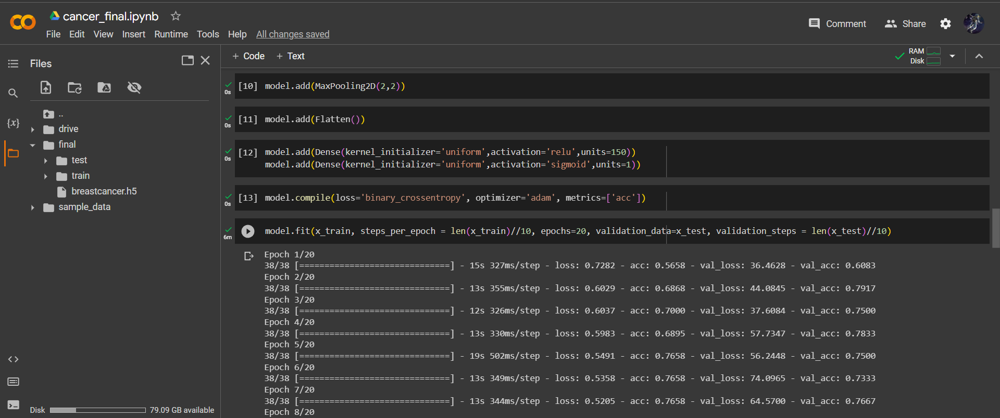 cancer_final.ipynb
File Edit View Insert Runtime Tools Help All changes saved
Comment Share
Files
+ Code + Text
RAM
Disk
..
drive
final
test
train
breastcancer.h5
sample_data
Disk 79.09 GB available
{x}
[10] model.add(MaxPooling2D(2,2))
0s
[11] model.add(Flatten())
0s
[12] model.add(Dense(kernel_initializer='uniform',activation='relu',units=150))
0s
model.add(Dense(kernel_initializer='uniform',activation='sigmoid',units=1))
[13] model.compile(loss='binary_crossentropy', optimizer='adam', metrics=['acc'])
0s
model.fit(x_train, steps_per_epoch = len(x_train)//10, epochs=20, validation_data=x_test, validation_steps = len(x_test)//10)
6m
Epoch 1/20
38/38 [==============================] - 15s 327ms/step - loss: 0.7282 - acc: 0.5658 - val_loss: 36.4628 - val_acc: 0.6083
Epoch 2/20
38/38 [==============================] - 13s 355ms/step - loss: 0.6029 - acc: 0.6868 - val_loss: 44.0845 - val_acc: 0.7917
Epoch 3/20
38/38 [==============================] - 12s 326ms/step - loss: 0.6037 - acc: 0.7000 - val_loss: 37.6084 - val_acc: 0.7500
Epoch 4/20
38/38 [==============================] - 13s 330ms/step - loss: 0.5983 - acc: 0.6895 - val_loss: 57.7347 - val_acc: 0.7833
Epoch 5/20
38/38 [==============================] - 19s 502ms/step - loss: 0.5491 - acc: 0.7658 - val_loss: 56.2448 - val_acc: 0.7500
Epoch 6/20
38/38 [==============================] - 13s 349ms/step - loss: 0.5358 - acc: 0.7658 - val_loss: 74.0965 - val_acc: 0.7333
Epoch 7/20
38/38 [==============================] - 13s 344ms/step - loss: 0.5205 - acc: 0.7658 - val_loss: 64.5700 - val_acc: 0.7667
Epoch 8/20